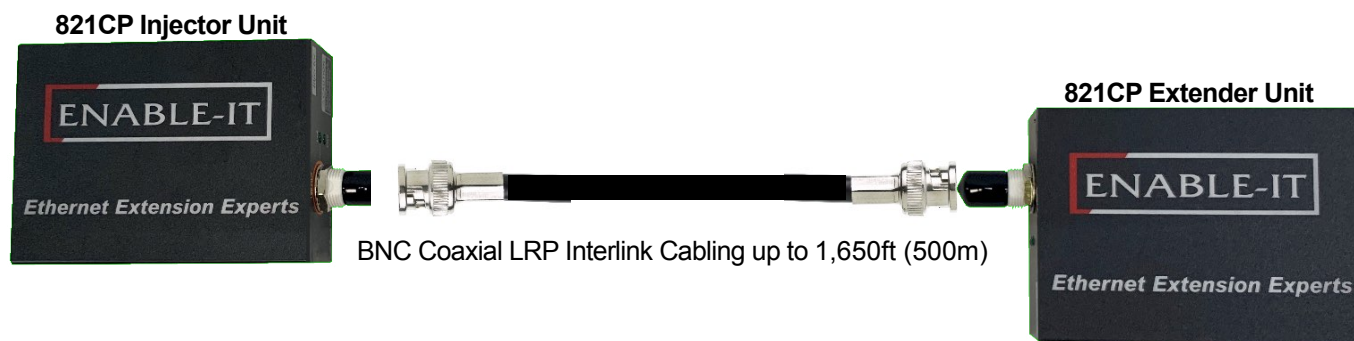 821CP Injector Unit
ENABLE-IT
Ethernet Extension Experts
821CP Extender Unit
ENABLE-IT
Ethernet Extension Experts
BNC Coaxial LRP Interlink Cabling up to 1,650ft (500m)